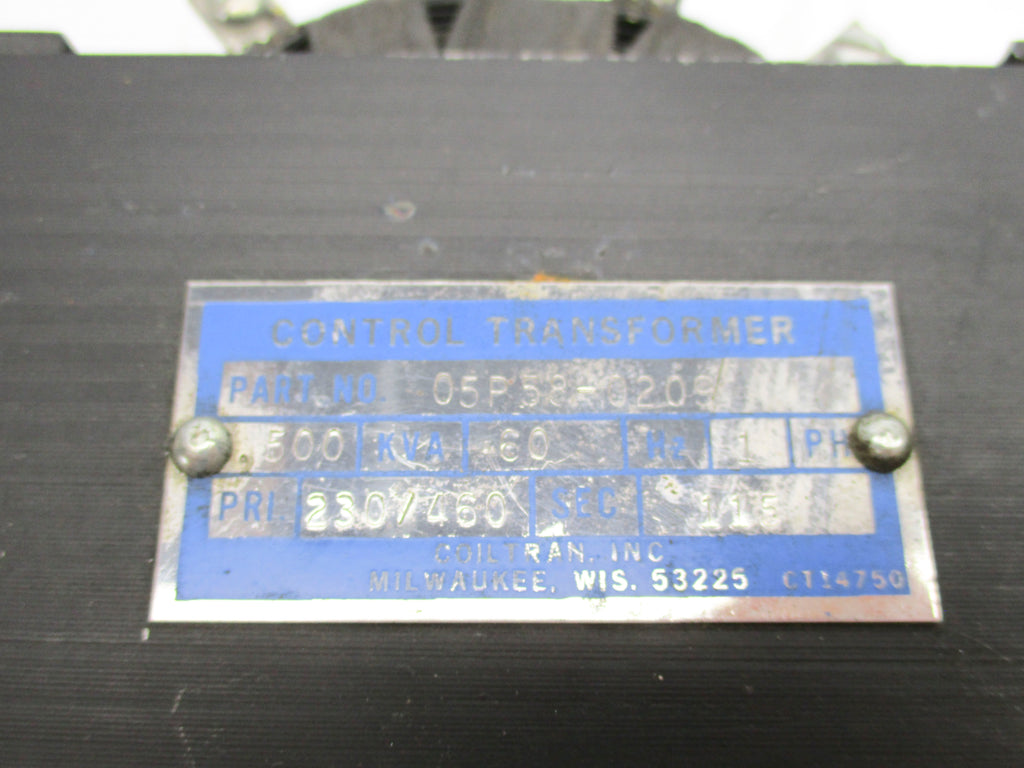 CONTROL TRANSFORMER
PART NO. 05P58-0209
.500 KVA 60 Hz 1 PH
PRI. 230/460 SEC 115
COILTRAN, INC
MILWAUKEE, WIS. 53225 CT14750